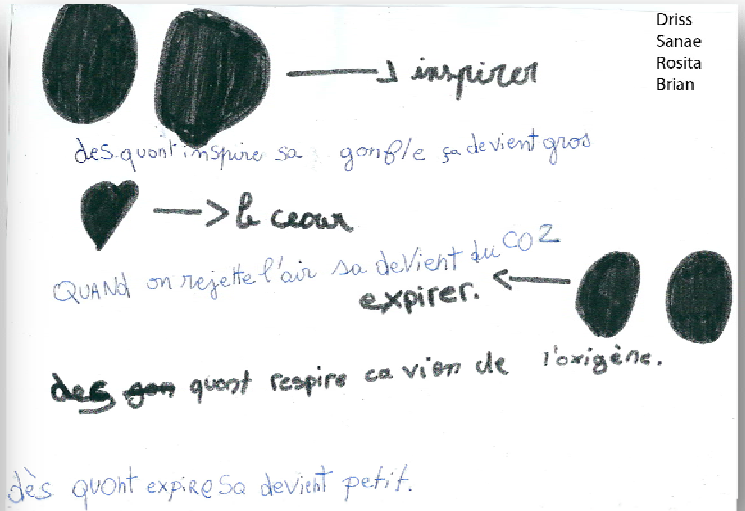 Driss
Sanae
Rosita
Brian
inspirer
des quont inspire sa gonfle ça devient gros
le ceour
QUANd on rejette l'air sa deVient du CO2
expirer.
des gon quont respire ca vien de l'oxigène.
dès quont expire sa devient petit.